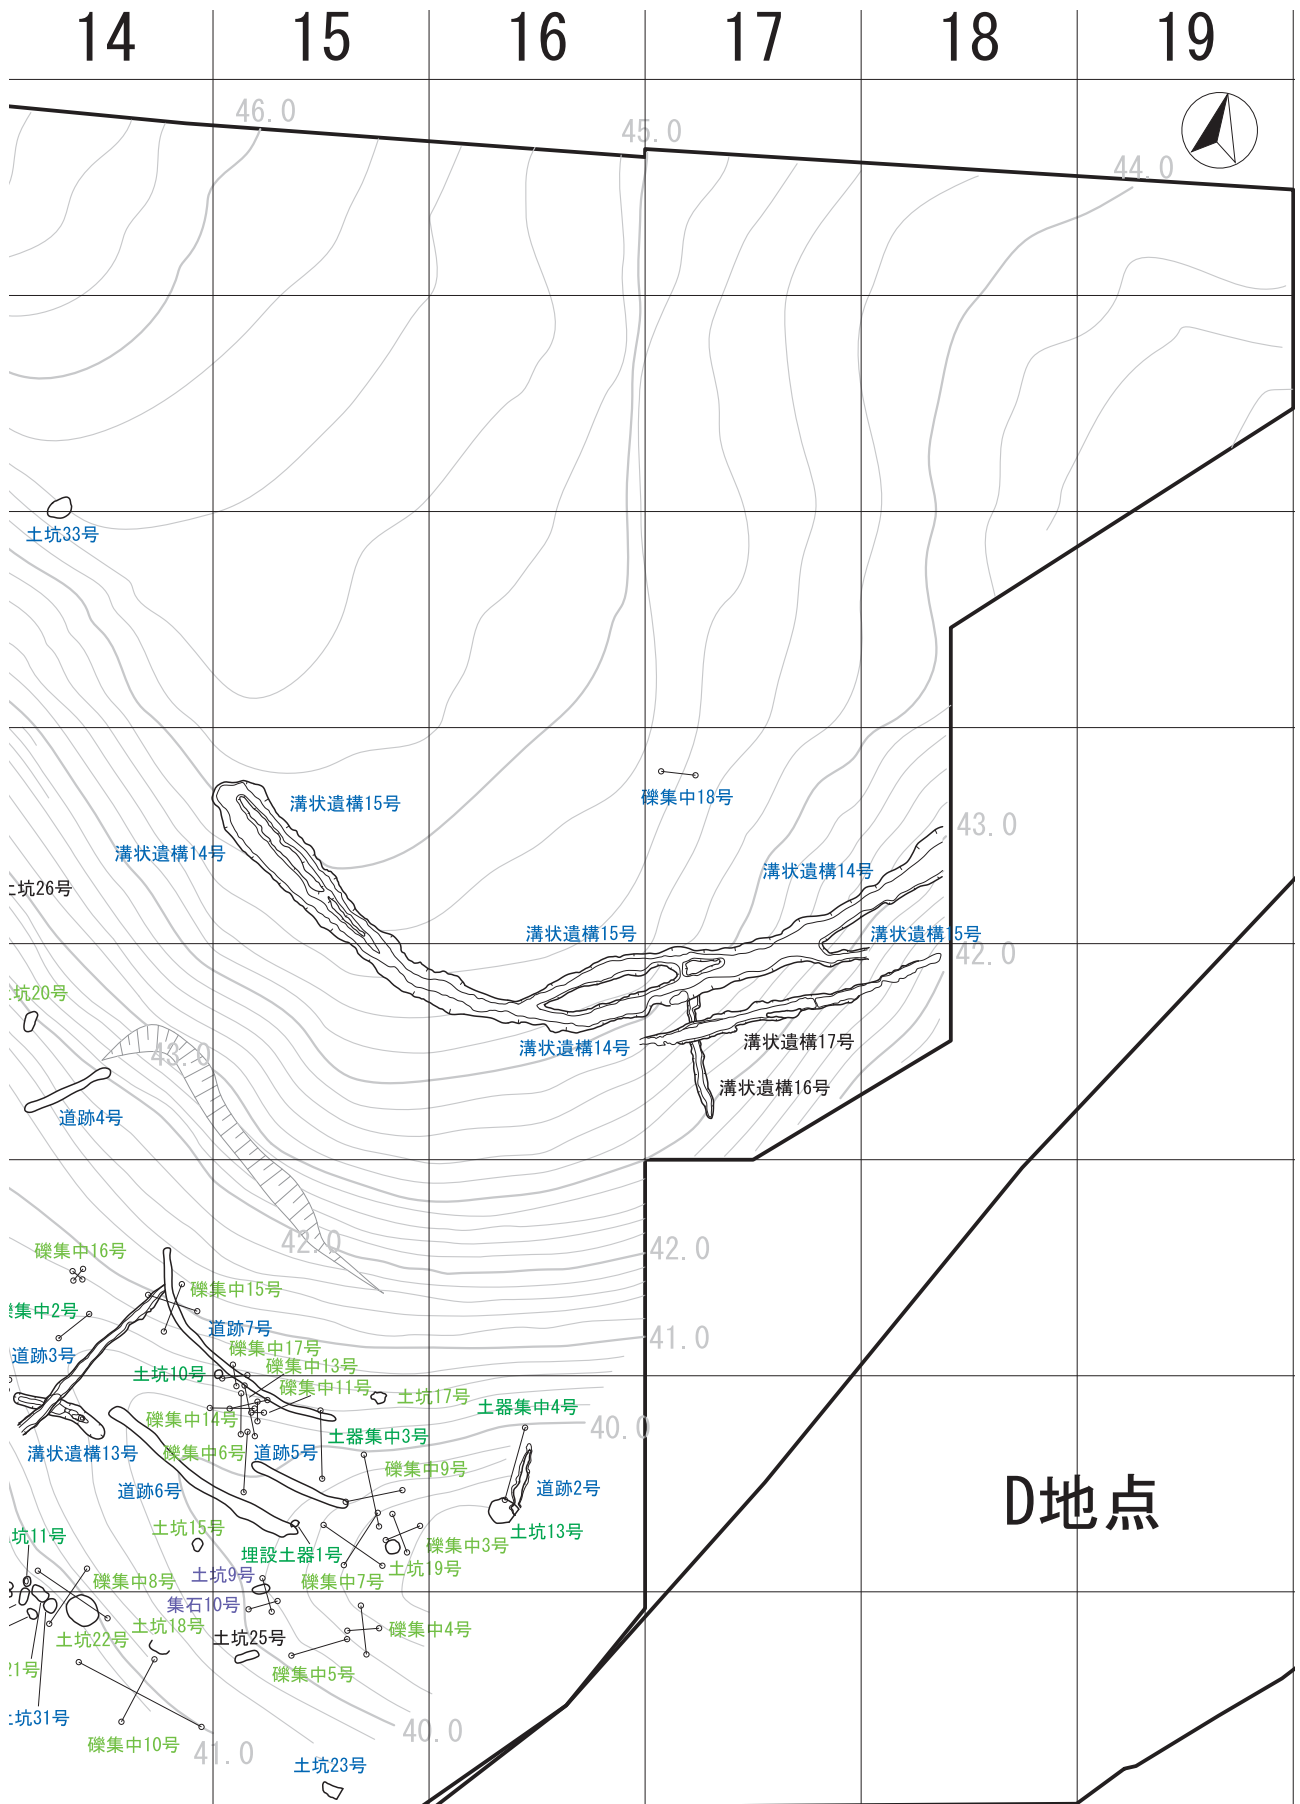 14 15 16 17 18 19
46.0
45.0
44.0
土坑33号
礫集中18号
溝状遺構15号
43.0
溝状遺構14号
溝状遺構14号
土坑26号
溝状遺構15号
溝状遺構15号
42.0
坑20号
溝状遺構17号
溝状遺構14号
43.0
溝状遺構16号
道跡4号
42.0
42.0
礫集中16号
礫集中15号
礫集中2号
道跡7号
41.0
道跡3号
礫集中17号
礫集中13号
土坑10号
礫集中11号
土坑17号
土器集中4号
礫集中14号
40.0
土器集中3号
溝状遺構13号
礫集中6号
道跡5号
礫集中9号
道跡6号
道跡2号
D地点
土坑15号
土坑13号
坑11号
礫集中3号
埋設土器1号
土坑19号
土坑9号
礫集中7号
礫集中8号
集石10号
土坑18号
礫集中4号
土坑22号
土坑25号
21号
礫集中5号
土坑31号
40.0
礫集中10号
41.0
土坑23号